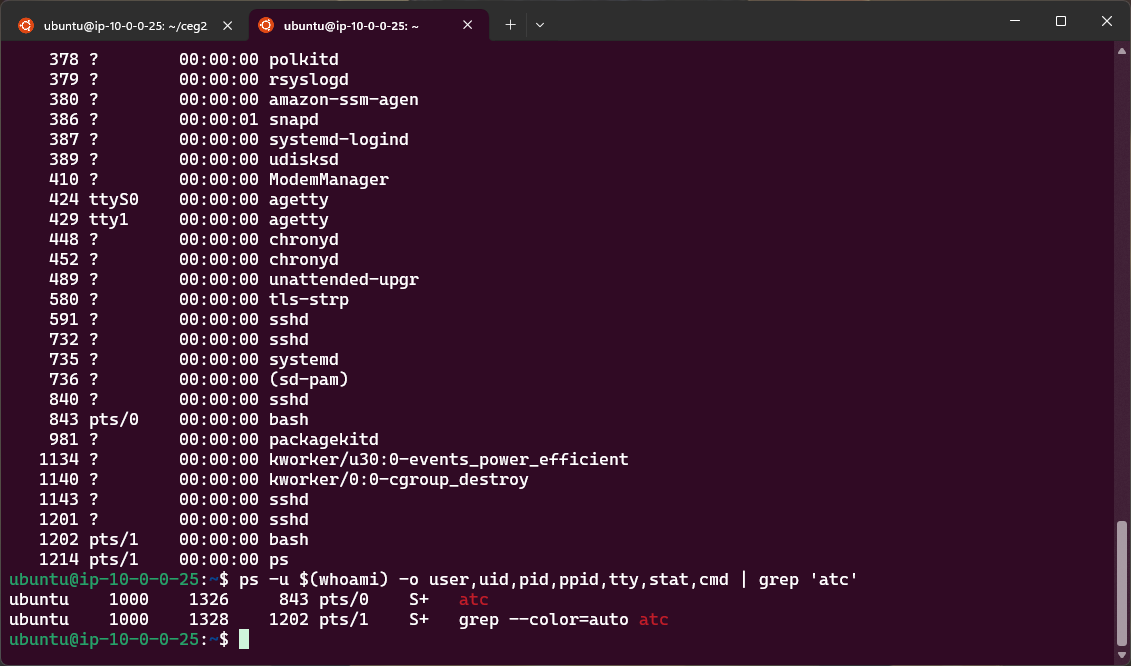 ubuntu@ip-10-0-0-25: ~/ceg2 ubuntu@ip-10-0-0-25: ~
378 ? 00:00:00 polkitd
379 ? 00:00:00 rsyslogd
380 ? 00:00:00 amazon-ssm-agen
386 ? 00:00:01 snapd
387 ? 00:00:00 systemd-logind
389 ? 00:00:00 udisksd
410 ? 00:00:00 ModemManager
424 ttyS0 00:00:00 agetty
429 tty1 00:00:00 agetty
448 ? 00:00:00 chronyd
452 ? 00:00:00 chronyd
489 ? 00:00:00 unattended-upgr
580 ? 00:00:00 tls-strp
591 ? 00:00:00 sshd
732 ? 00:00:00 sshd
735 ? 00:00:00 systemd
736 ? 00:00:00 (sd-pam)
840 ? 00:00:00 sshd
843 pts/0 00:00:00 bash
981 ? 00:00:00 packagekitd
1134 ? 00:00:00 kworker/u30:0-events_power_efficient
1140 ? 00:00:00 kworker/0:0-cgroup_destroy
1143 ? 00:00:00 sshd
1201 ? 00:00:00 sshd
1202 pts/1 00:00:00 bash
1214 pts/1 00:00:00 ps
ubuntu@ip-10-0-0-25:~$ ps -u $(whoami) -o user,uid,pid,ppid,tty,stat,cmd | grep 'atc'
ubuntu 1000 1326 843 pts/0 S+ atc
ubuntu 1000 1328 1202 pts/1 S+ grep --color=auto atc
ubuntu@ip-10-0-0-25:~$